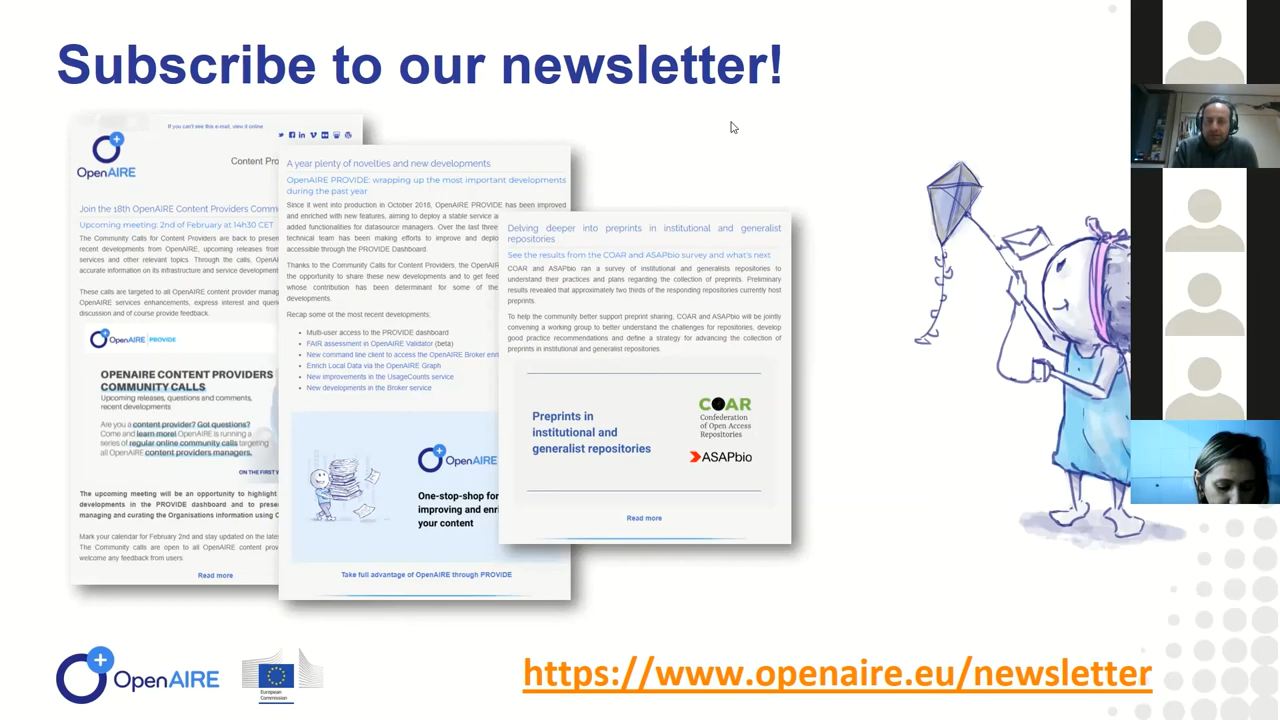 Subscribe to our newsletter!
If you can't see this e-mail, view it online
OpenAIRE
Content Pro
Join the 18th OpenAIRE Content Providers Comm
Upcoming meeting: 2nd of February at 14h30 CET
The Community Calls for Content Providers are back to present
recent developments from OpenAIRE, upcoming releases from
services and other relevant topics. Through the calls, OpenAI
accurate information on its infrastructure and service development
These calls are targeted to all OpenAIRE content provider manag
OpenAIRE services enhancements, express interest and querie
discussion and of course provide feedback.
OpenAIRE PROVIDE
OPENAIRE CONTENT PROVIDERS
COMMUNITY CALLS
Upcoming releases, questions and comments,
recent developments
Are you a content provider? Got questions?
Come and learn more! OpenAIRE is running a
series of regular online community calls targeting
all OpenAIRE content providers managers.
ON THE FIRST W
The upcoming meeting will be an opportunity to highlight
developments in the PROVIDE dashboard and to prese
managing and curating the Organisations information using O
Mark your calendar for February 2nd and stay updated on the lates
The Community calls are open to all OpenAIRE content prov
welcome any feedback from users.
Read more
A year plenty of novelties and new developments
OpenAIRE PROVIDE: wrapping up the most important developments
during the past year
Since it went into production in October 2018, OpenAIRE PROVIDE has been improved
and enriched with new features, aiming to deploy a stable service a
added functionalities for datasource managers. Over the last three
technical team has been making efforts to improve and deplo
accessible through the PROVIDE Dashboard.
Thanks to the Community Calls for Content Providers, the OpenAI
the opportunity to share these new developments and to get feed
whose contribution has been determinant for some of the
developments.
Recap some of the most recent developments:
• Multi-user access to the PROVIDE dashboard
• FAIR assessment in OpenAIRE Validator (beta)
• New command line client to access the OpenAIRE Broker enri
• Enrich Local Data via the OpenAIRE Graph
• New improvements in the UsageCounts service
• New developments in the Broker service
OpenAIRE
One-stop-shop for
improving and enri
your content
Take full advantage of OpenAIRE through PROVIDE
Delving deeper into preprints in institutional and generalist
repositories
See the results from the COAR and ASAPbio survey and what's next
COAR and ASAPbio ran a survey of institutional and generalists repositories to
understand their practices and plans regarding the collection of preprints. Preliminary
results revealed that approximately two thirds of the responding repositories currently host
preprints.
To help the community better support preprint sharing, COAR and ASAPbio will be jointly
convening a working group to better understand the challenges for repositories, develop
good practice recommendations and define a strategy for advancing the collection of
preprints in institutional and generalist repositories.
Preprints in
institutional and
generalist repositories
COAR
Confederation
of Open Access
Repositories
ASAPbio
Read more
OpenAIRE
European
Commission
https://www.openaire.eu/newsletter